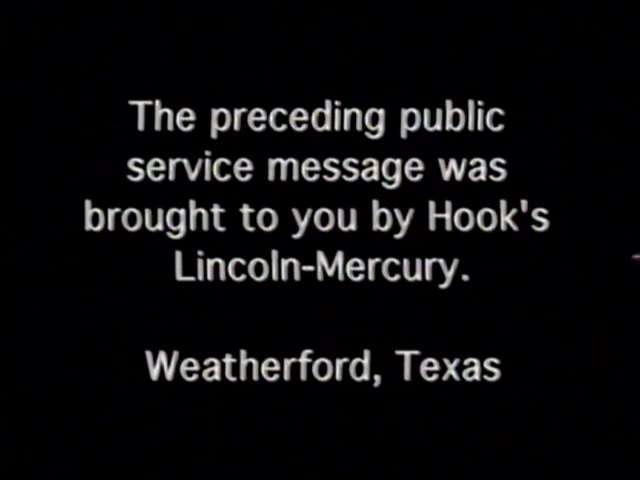 The preceding public
service message was
brought to you by Hook's
Lincoln-Mercury.
Weatherford, Texas